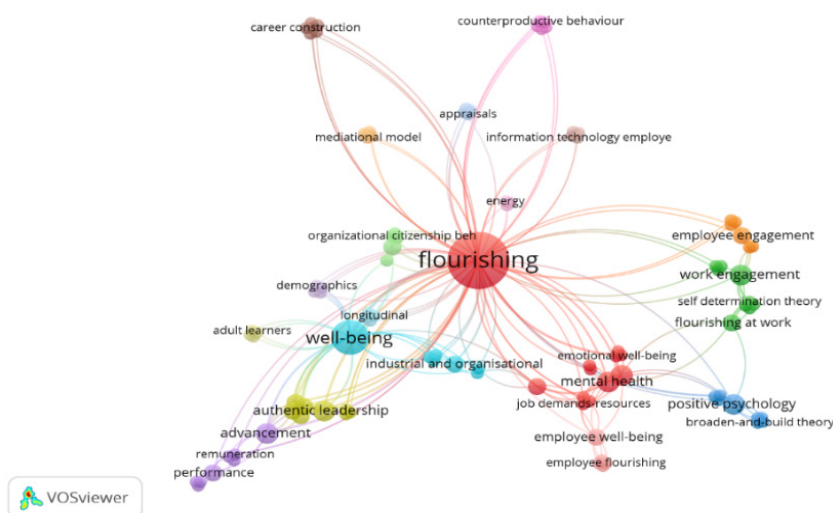 career construction
counterproductive behaviour
appraisals
mediational model
information technology employe
energy
organizational citizenship beh
employee engagement
flourishing
work engagement
demographics
self determination theory
longitudinal
adult learners
well-being
flourishing at work
emotional well-being
industrial and organisational
mental health
job demands-resources
positive psychology
authentic leadership
broaden-and-build theory
advancement
employee well-being
remuneration
employee flourishing
performance
VOSviewer